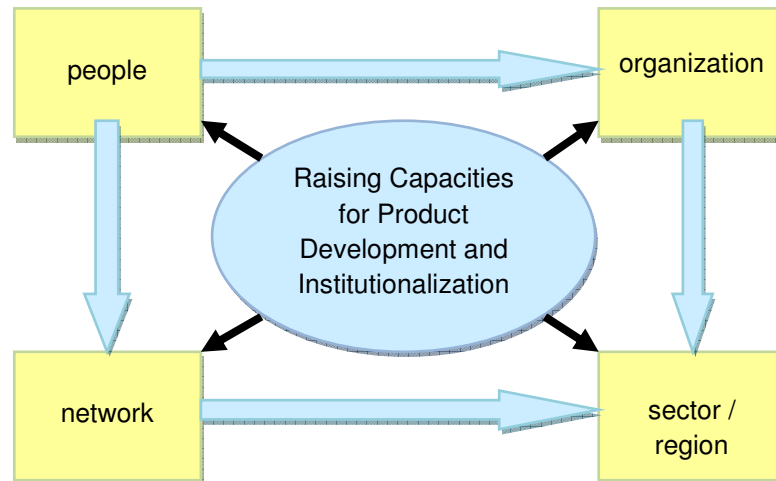 people
organization
Raising Capacities
for Product
Development and
Institutionalization
network
sector /
region